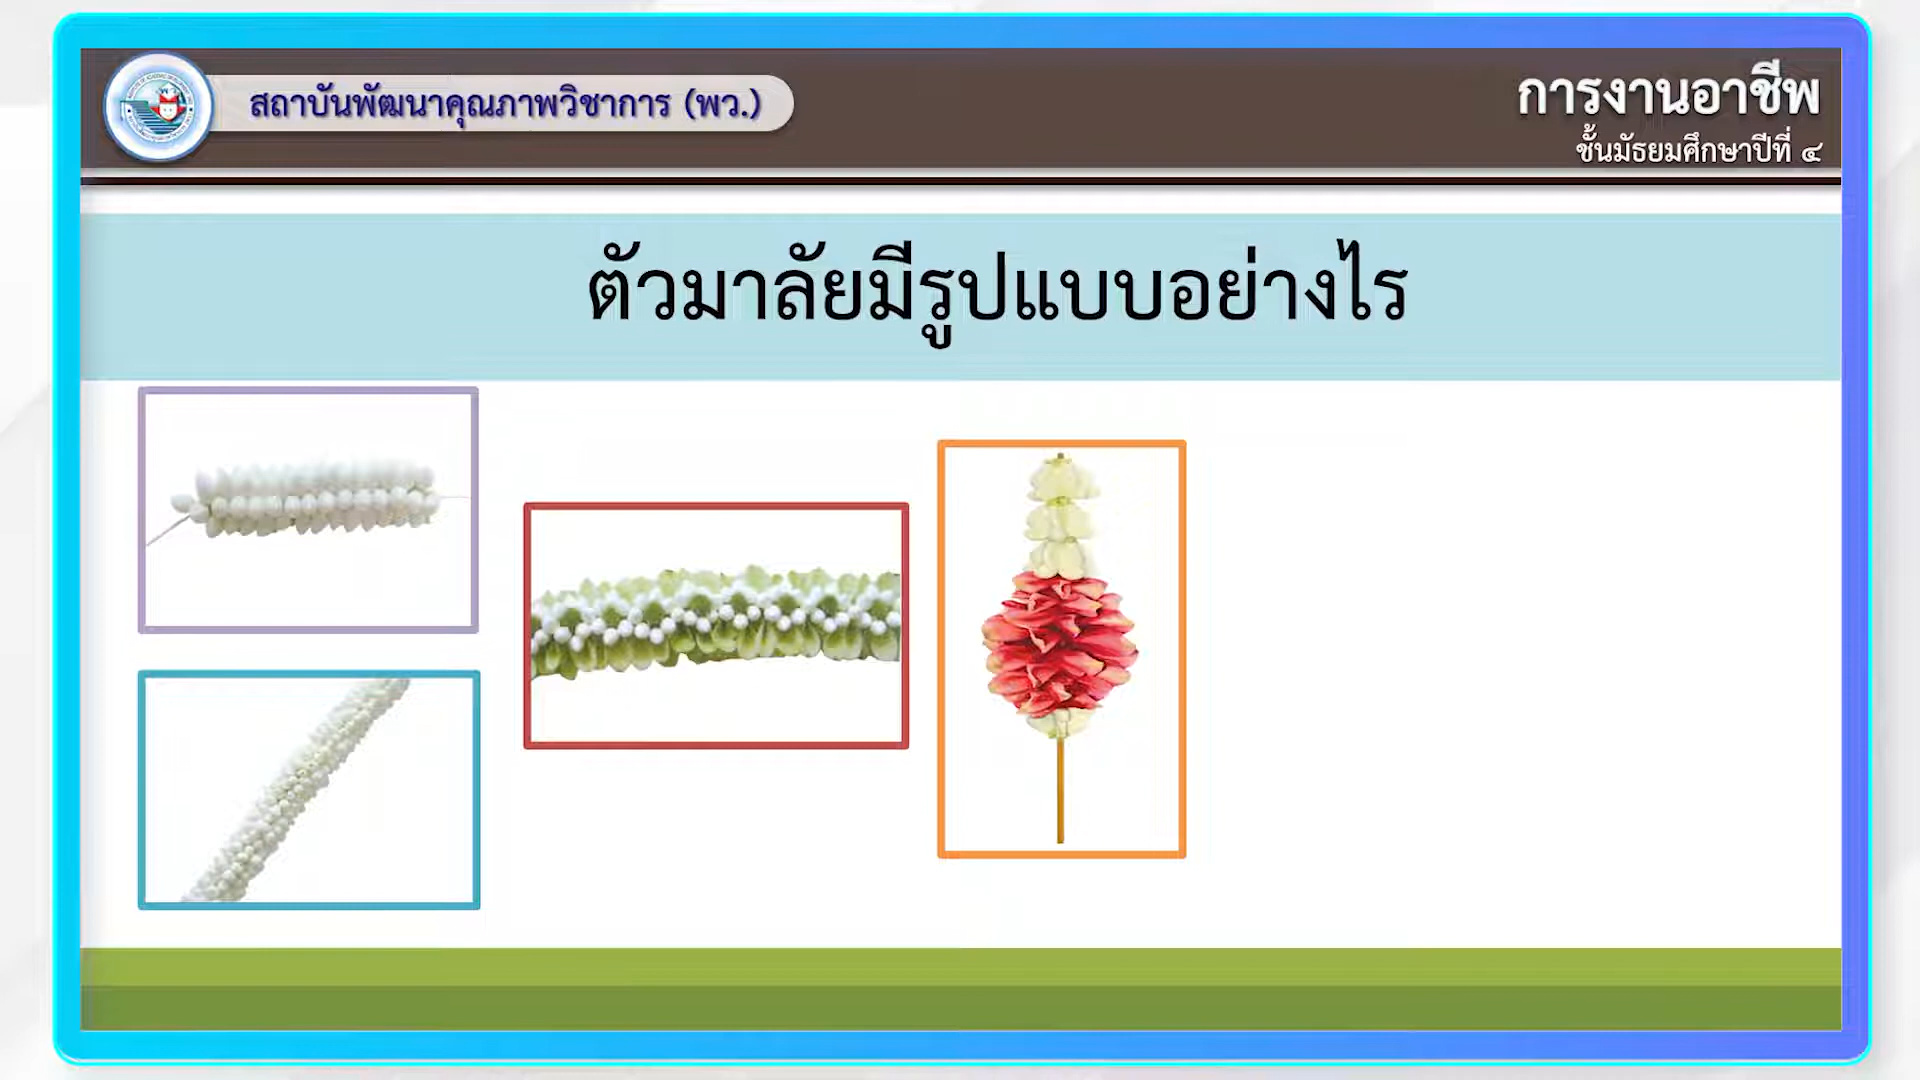 สถาบันพัฒนาคุณภาพวิชาการ (พว.)
การงานอาชีพ
ชั้นมัธยมศึกษาปีที่ ๔
ตัวมาลัยมีรูปแบบอย่างไร